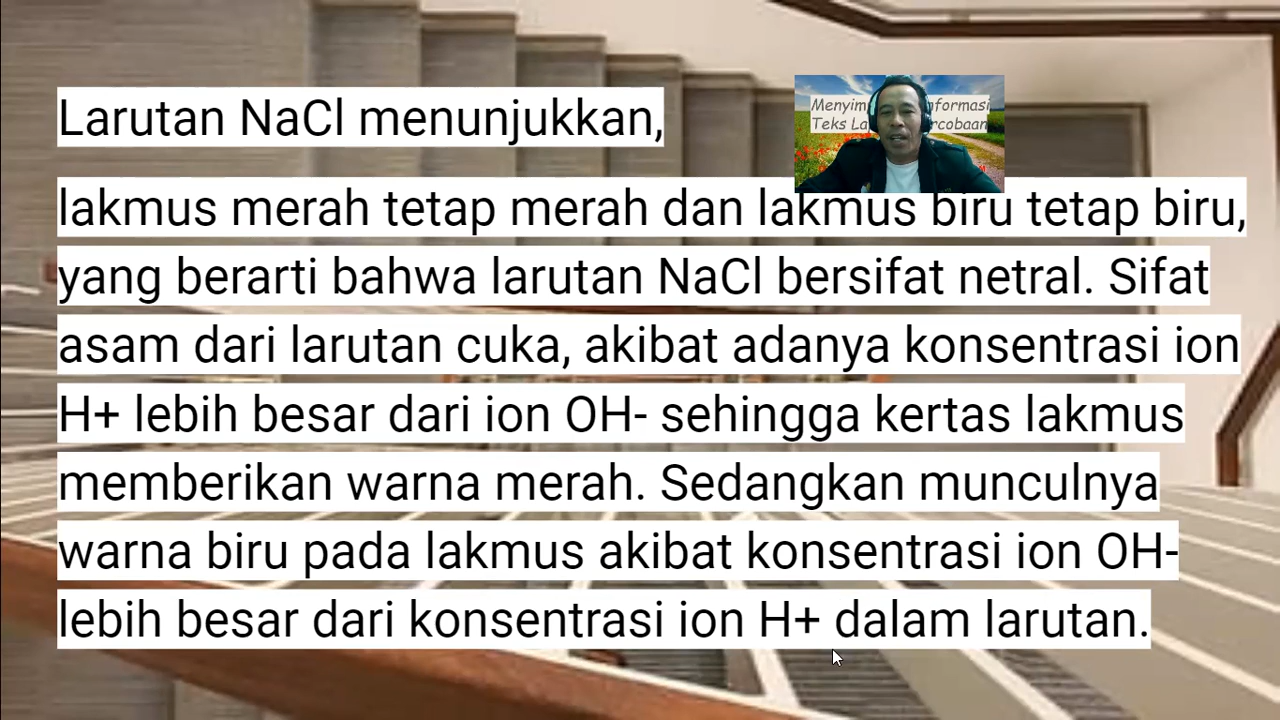 Larutan NaCl menunjukkan,
Menyim nformasi
Teks La rcobaan
lakmus merah tetap merah dan lakmus biru tetap biru,
yang berarti bahwa larutan NaCl bersifat netral. Sifat
asam dari larutan cuka, akibat adanya konsentrasi ion
H+ lebih besar dari ion OH- sehingga kertas lakmus
memberikan warna merah. Sedangkan munculnya
warna biru pada lakmus akibat konsentrasi ion OH-
lebih besar dari konsentrasi ion H+ dalam larutan.